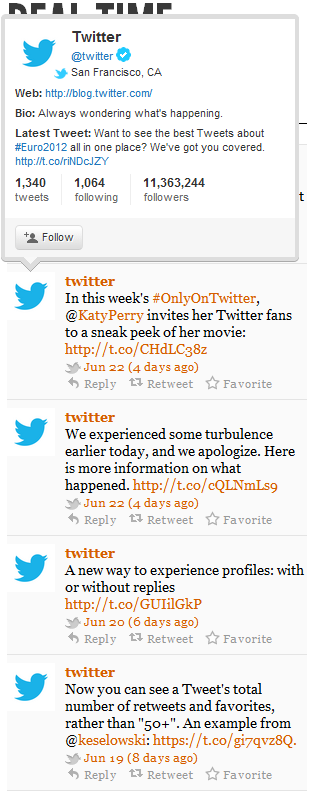 REAL-TIME
Twitter
@twitter
San Francisco, CA
Web: http://blog.twitter.com/
Bio: Always wondering what's happening.
Latest Tweet: Want to see the best Tweets about
#Euro2012 all in one place? We've got you covered.
http://t.co/riNDcJZY
1,340 1,064 11,363,244
tweets following followers
Follow
twitter
In this week's #OnlyOnTwitter,
@KatyPerry invites her Twitter fans
to a sneak peek of her movie:
http://t.co/CHdLC38z
Jun 22 (4 days ago)
Reply Retweet Favorite
twitter
We experienced some turbulence
earlier today, and we apologize. Here
is more information on what
happened. http://t.co/cQLNmLs9
Jun 22 (4 days ago)
Reply Retweet Favorite
twitter
A new way to experience profiles: with
or without replies
http://t.co/GUIilGkP
Jun 20 (6 days ago)
Reply Retweet Favorite
twitter
Now you can see a Tweet's total
number of retweets and favorites,
rather than "50+". An example from
@keselowski: https://t.co/gi7qvz8Q.
Jun 19 (8 days ago)
Reply Retweet Favorite